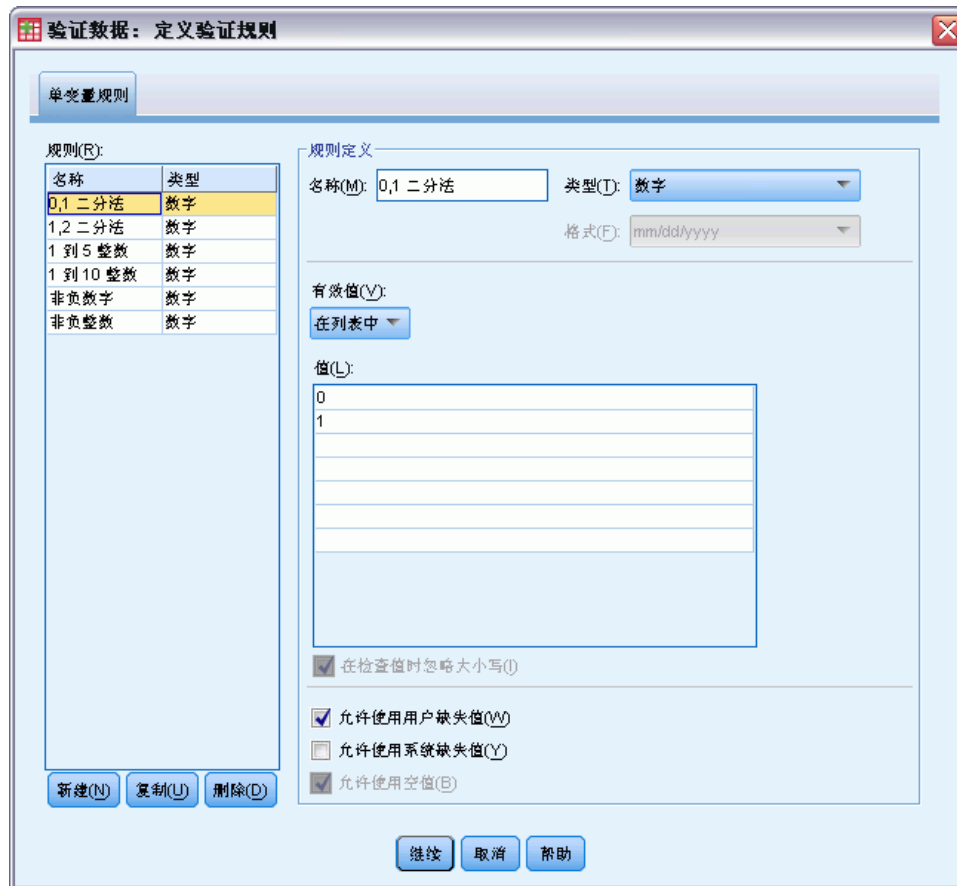 验证数据: 定义验证规则
单变量规则
规则(R):
名称 类型
0,1 二分法 数字
1,2 二分法 数字
1 到 5 整数 数字
1 到 10 整数 数字
非负数字 数字
非负整数 数字
新建(N) 复制(U) 删除(D)
规则定义
名称(M): 0,1 二分法 类型(T): 数字
格式(F): mm/dd/yyyy
有效值(V):
在列表中
值(L):
0
1
在检查值时忽略大小写(I)
允许使用用户缺失值(W)
允许使用系统缺失值(Y)
允许使用空值(B)
继续 取消 帮助